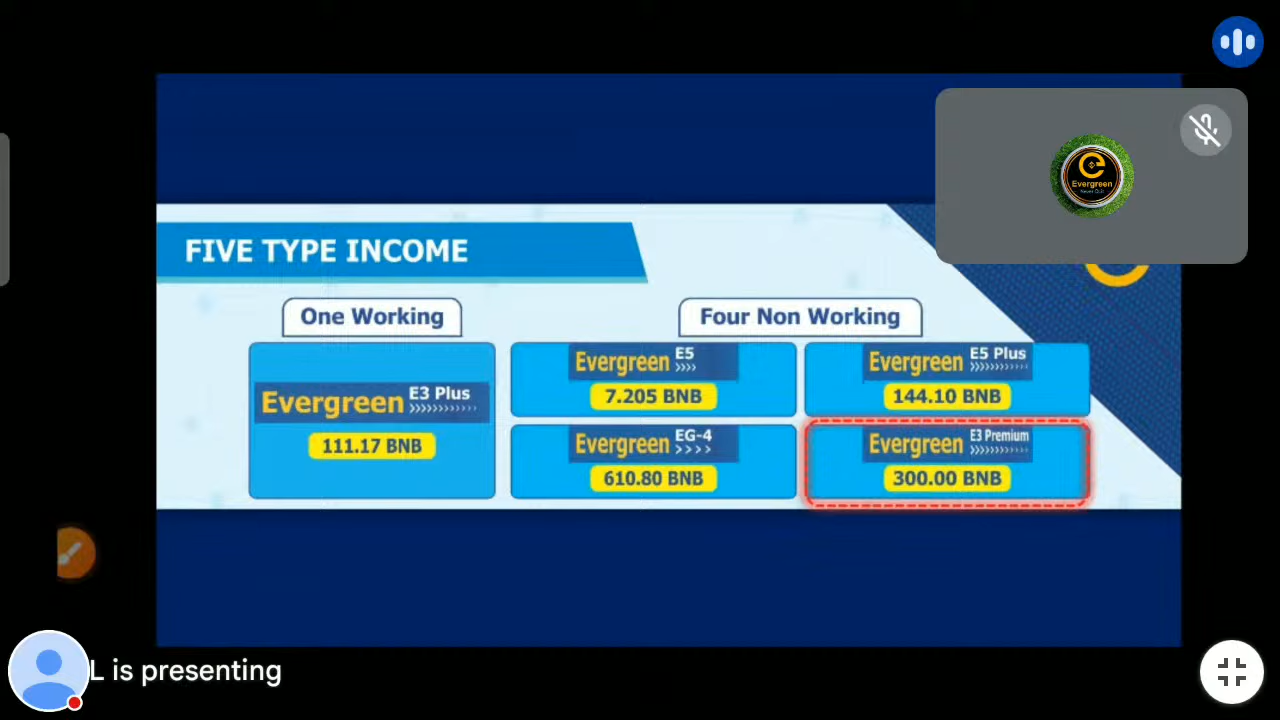 Evergreen
Never Quit
FIVE TYPE INCOME
One Working
Four Non Working
Evergreen E3 Plus
111.17 BNB
Evergreen E5
7.205 BNB
Evergreen E5 Plus
144.10 BNB
Evergreen EG-4
610.80 BNB
Evergreen E3 Premium
300.00 BNB
L is presenting